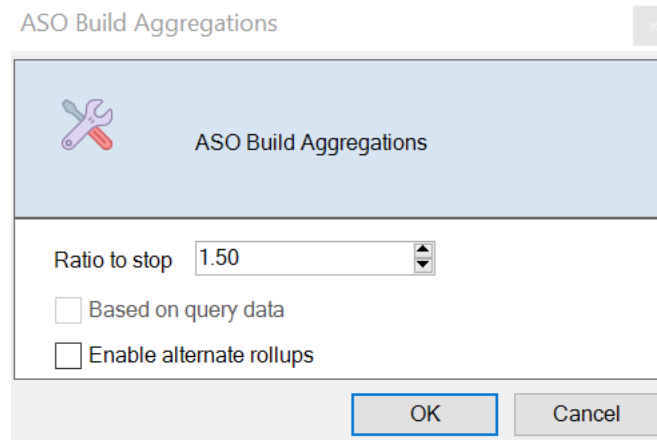 ASO Build Aggregations
ASO Build Aggregations
Ratio to stop 1.50
Based on query data
Enable alternate rollups
OK Cancel